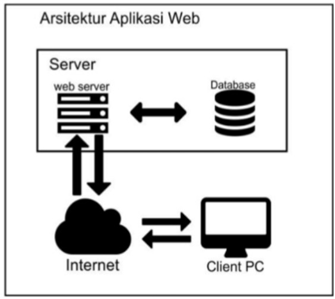 Arsitektur Aplikasi Web
Server
web server
Database
Internet
Client PC